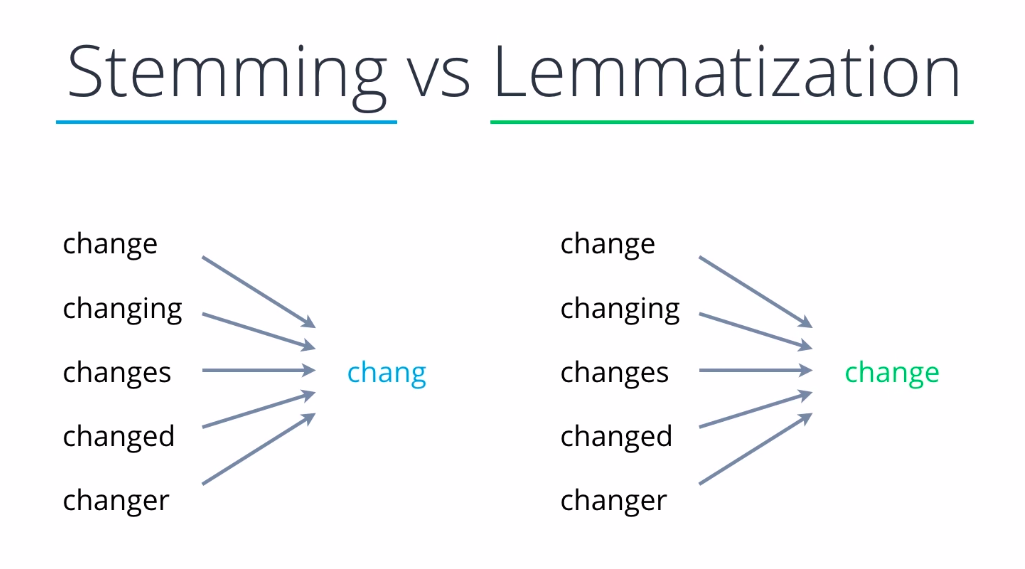 Stemming vs Lemmatization
change
changing
changes
changed
changer
chang
change
changing
changes
changed
changer
change